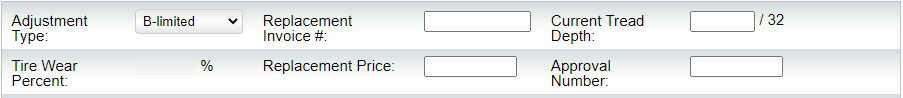 Adjustment Type: B-limited Replacement Invoice #: Current Tread Depth: / 32
Tire Wear Percent: % Replacement Price: Approval Number: